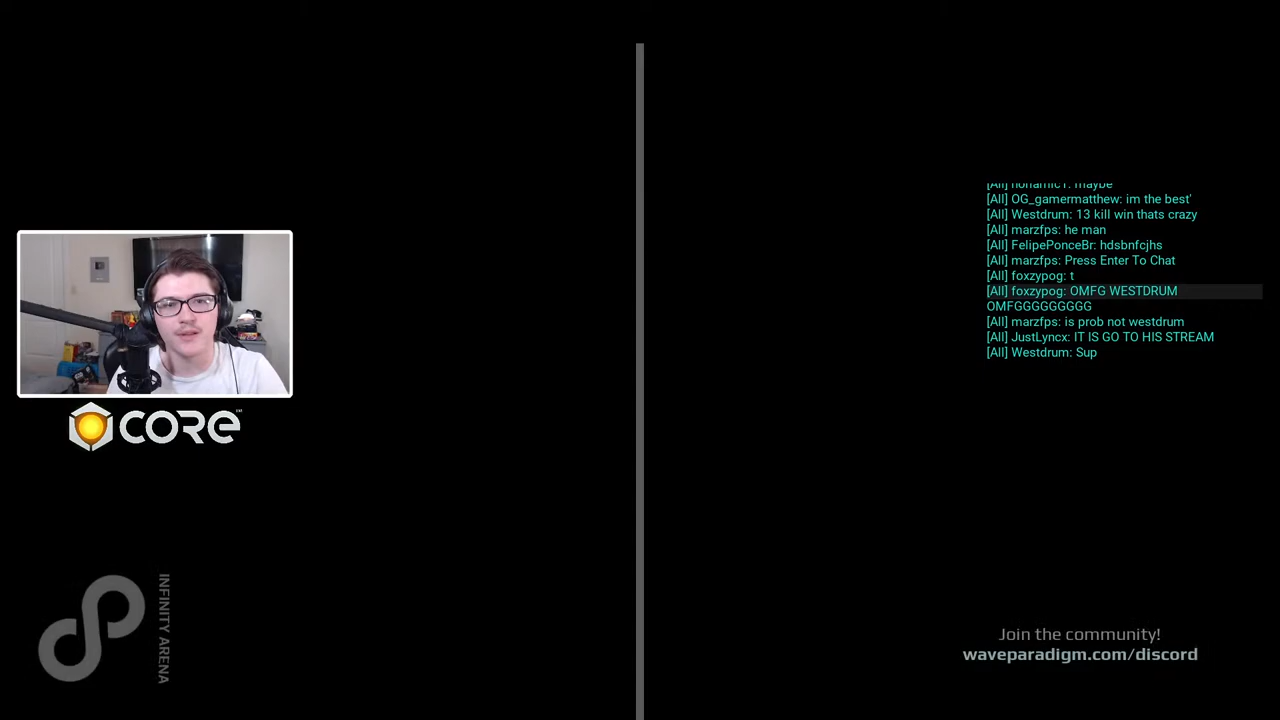 [All] nonamic1: maybe
[All] OG_gamermatthew: im the best'
[All] Westdrum: 13 kill win thats crazy
[All] marzfps: he man
[All] FelipePonceBr: hdsbnfcjhs
[All] marzfps: Press Enter To Chat
[All] foxzypog: t
[All] foxzypog: OMFG WESTDRUM
OMFGGGGGGGGG
[All] marzfps: is prob not westdrum
[All] JustLyncx: IT IS GO TO HIS STREAM
[All] Westdrum: Sup
CORE
INFINITY ARENA
Join the community!
waveparadigm.com/discord